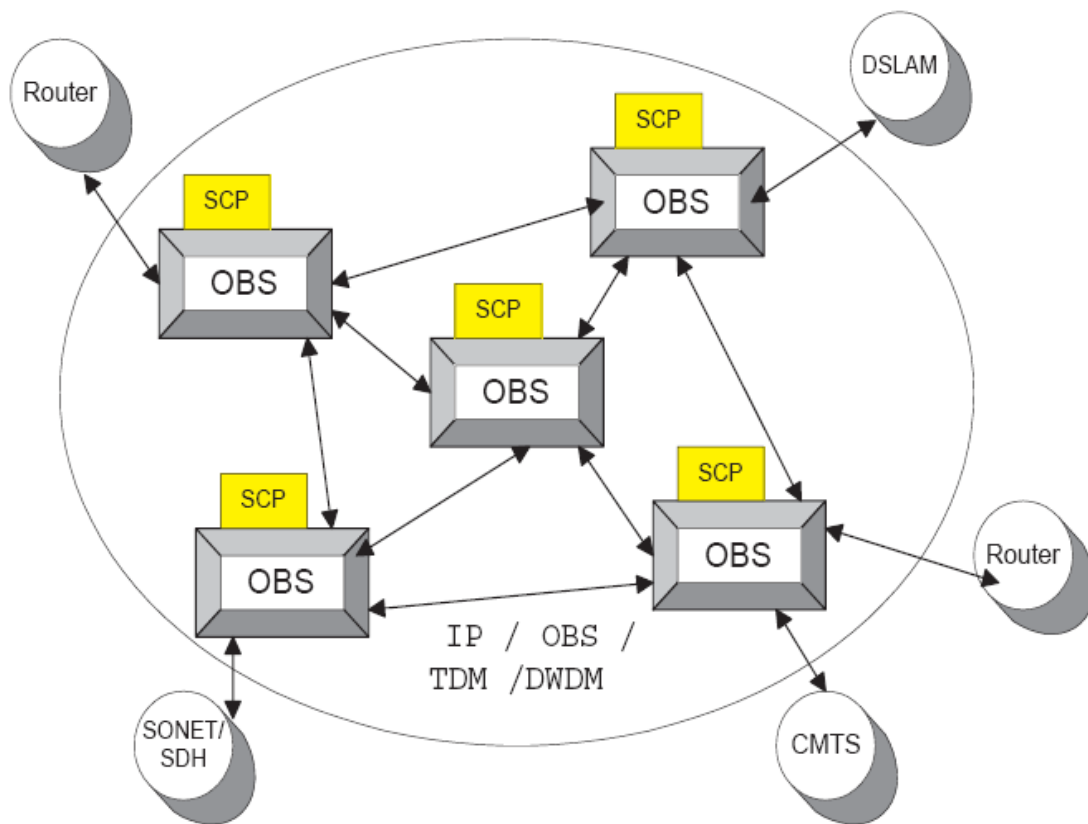 Router
DSLAM
SCP
OBS
SCP
OBS
SCP
OBS
SCP
OBS
SCP
OBS
Router
IP / OBS /
TDM /DWDM
SONET/
SDH
CMTS